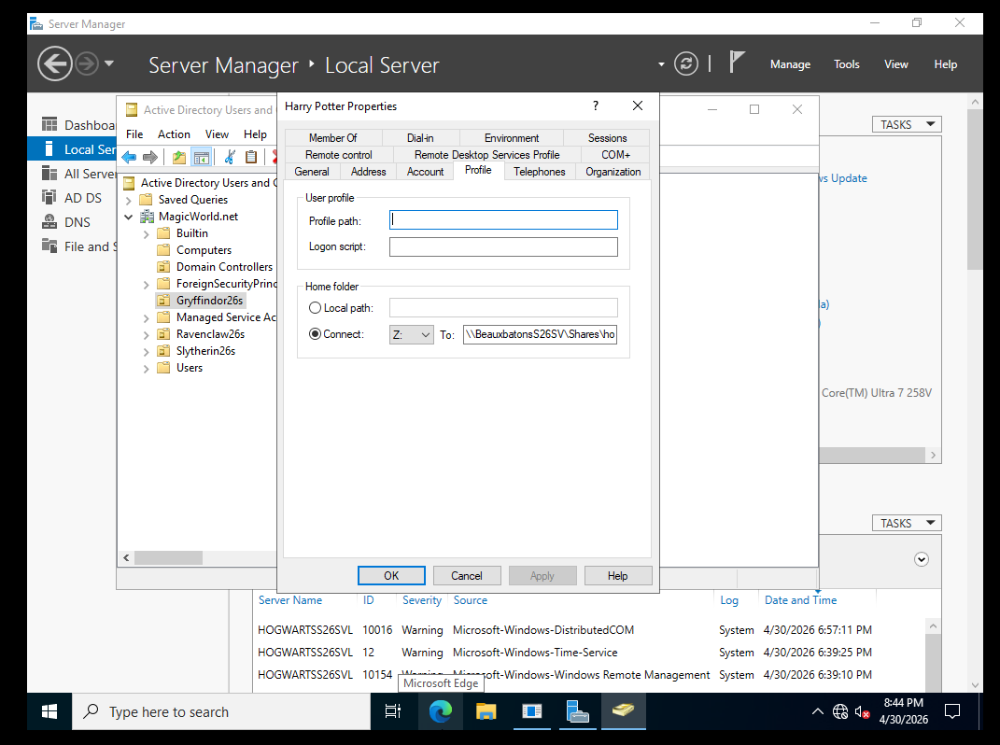 Server Manager
Server Manager ‣ Local Server
Manage Tools View Help
Dashboa
Local Ser
All Server
AD DS
DNS
File and S
Active Directory Users and
File Action View Help
Active Directory Users and C
Saved Queries
MagicWorld.net
Builtin
Computers
Domain Controllers
ForeignSecurityPrinc
Gryffindor26s
Managed Service Ac
Ravenclaw26s
Slytherin26s
Users
Harry Potter Properties
Member Of Dial-in Environment Sessions
Remote control Remote Desktop Services Profile COM+
General Address Account Profile Telephones Organization
User profile
Profile path:
Logon script:
Home folder
Local path:
Connect: Z: To: \\BeauxbatonsS26SV\Shares\ho
OK Cancel Apply Help
TASKS
vs Update
a)
Core(TM) Ultra 7 258V
TASKS
Server Name ID Severity Source Log Date and Time
HOGWARTSS26SVL 10016 Warning Microsoft-Windows-DistributedCOM System 4/30/2026 6:57:11 PM
HOGWARTSS26SVL 12 Warning Microsoft-Windows-Time-Service System 4/30/2026 6:39:25 PM
HOGWARTSS26SVL 10154 Warning Microsoft-Windows-Windows Remote Management System 4/30/2026 6:39:10 PM
Microsoft Edge
Type here to search
8:44 PM
4/30/2026